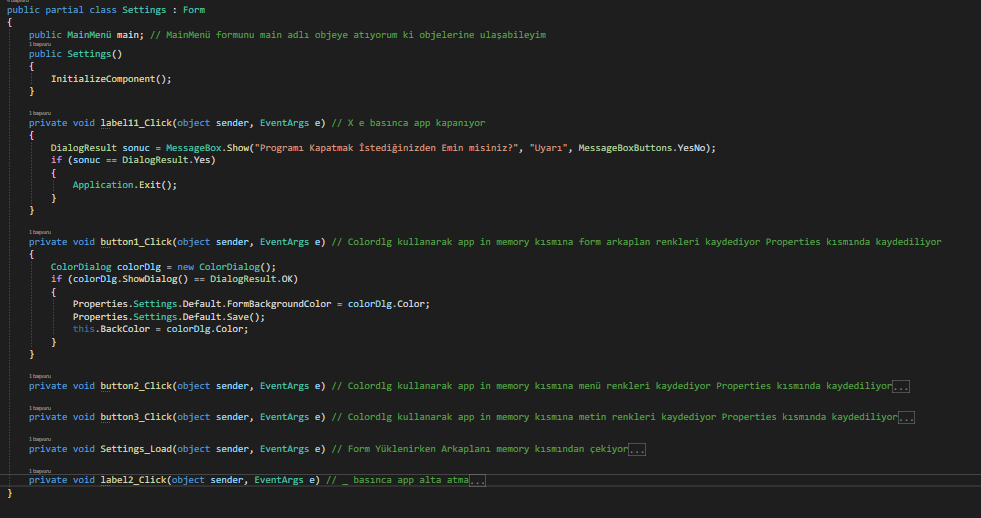 public partial class Settings : Form
{
public MainMenü main; // MainMenü formunu main adlı objeye atıyorum ki objelerine ulaşabileyim
1 başvuru
public Settings()
{
InitializeComponent();
}
1 başvuru
private void label11_Click(object sender, EventArgs e) // X e basınca app kapanıyor
{
DialogResult sonuc = MessageBox.Show("Programı Kapatmak İstediğinizden Emin misiniz?", "Uyarı", MessageBoxButtons.YesNo);
if (sonuc == DialogResult.Yes)
{
Application.Exit();
}
}
1 başvuru
private void button1_Click(object sender, EventArgs e) // Colordlg kullanarak app in memory kısmına form arkaplan renkleri kaydediyor Properties kısmında kaydediliyor
{
ColorDialog colorDlg = new ColorDialog();
if (colorDlg.ShowDialog() == DialogResult.OK)
{
Properties.Settings.Default.FormBackgroundColor = colorDlg.Color;
Properties.Settings.Default.Save();
this.BackColor = colorDlg.Color;
}
}
1 başvuru
private void button2_Click(object sender, EventArgs e) // Colordlg kullanarak app in memory kısmına menü renkleri kaydediyor Properties kısmında kaydediliyor...
1 başvuru
private void button3_Click(object sender, EventArgs e) // Colordlg kullanarak app in memory kısmına metin renkleri kaydediyor Properties kısmında kaydediliyor...
1 başvuru
private void Settings_Load(object sender, EventArgs e) // Form Yüklenirken Arkaplanı memory kısmından çekiyor...
1 başvuru
private void label2_Click(object sender, EventArgs e) // _ basınca app alta atma...
}